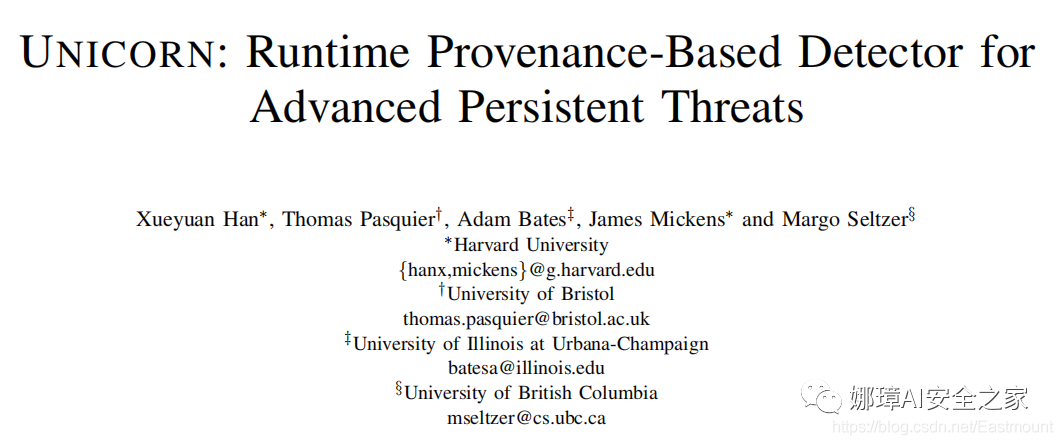 UNICORN: Runtime Provenance-Based Detector for
Advanced Persistent Threats
Xueyuan Han∗, Thomas Pasquier†, Adam Bates‡, James Mickens∗ and Margo Seltzer§
∗Harvard University
{hanx,mickens}@g.harvard.edu
†University of Bristol
thomas.pasquier@bristol.ac.uk
‡University of Illinois at Urbana-Champaign
batesa@illinois.edu
§University of British Columbia
mseltzer@cs.ubc.ca
娜璋AI安全之家
https://blog.csdn.net/Eastmount